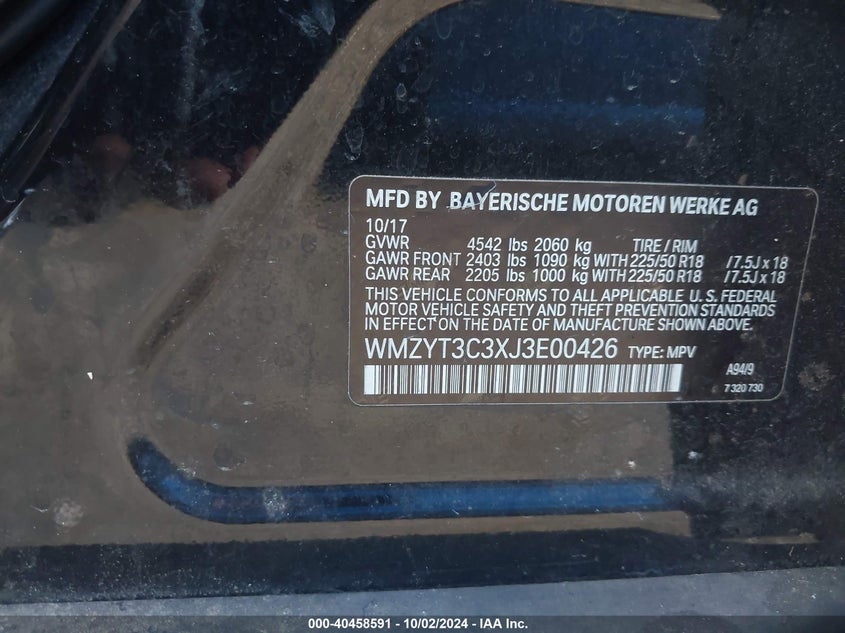 MFD BY BAYERISCHE MOTOREN WERKE AG
10/17
GVWR 4542 lbs 2060 kg TIRE / RIM
GAWR FRONT 2403 lbs 1090 kg WITH 225/50 R18 /7.5J x 18
GAWR REAR 2205 lbs 1000 kg WITH 225/50 R18 /7.5J x 18
THIS VEHICLE CONFORMS TO ALL APPLICABLE U.S. FEDERAL
MOTOR VEHICLE SAFETY AND THEFT PREVENTION STANDARDS
IN EFFECT ON THE DATE OF MANUFACTURE SHOWN ABOVE.
WMZYT3C3XJ3E00426 TYPE: MPV
A94/9
7 320 730
000-40458591 - 10/02/2024 - IAA Inc.